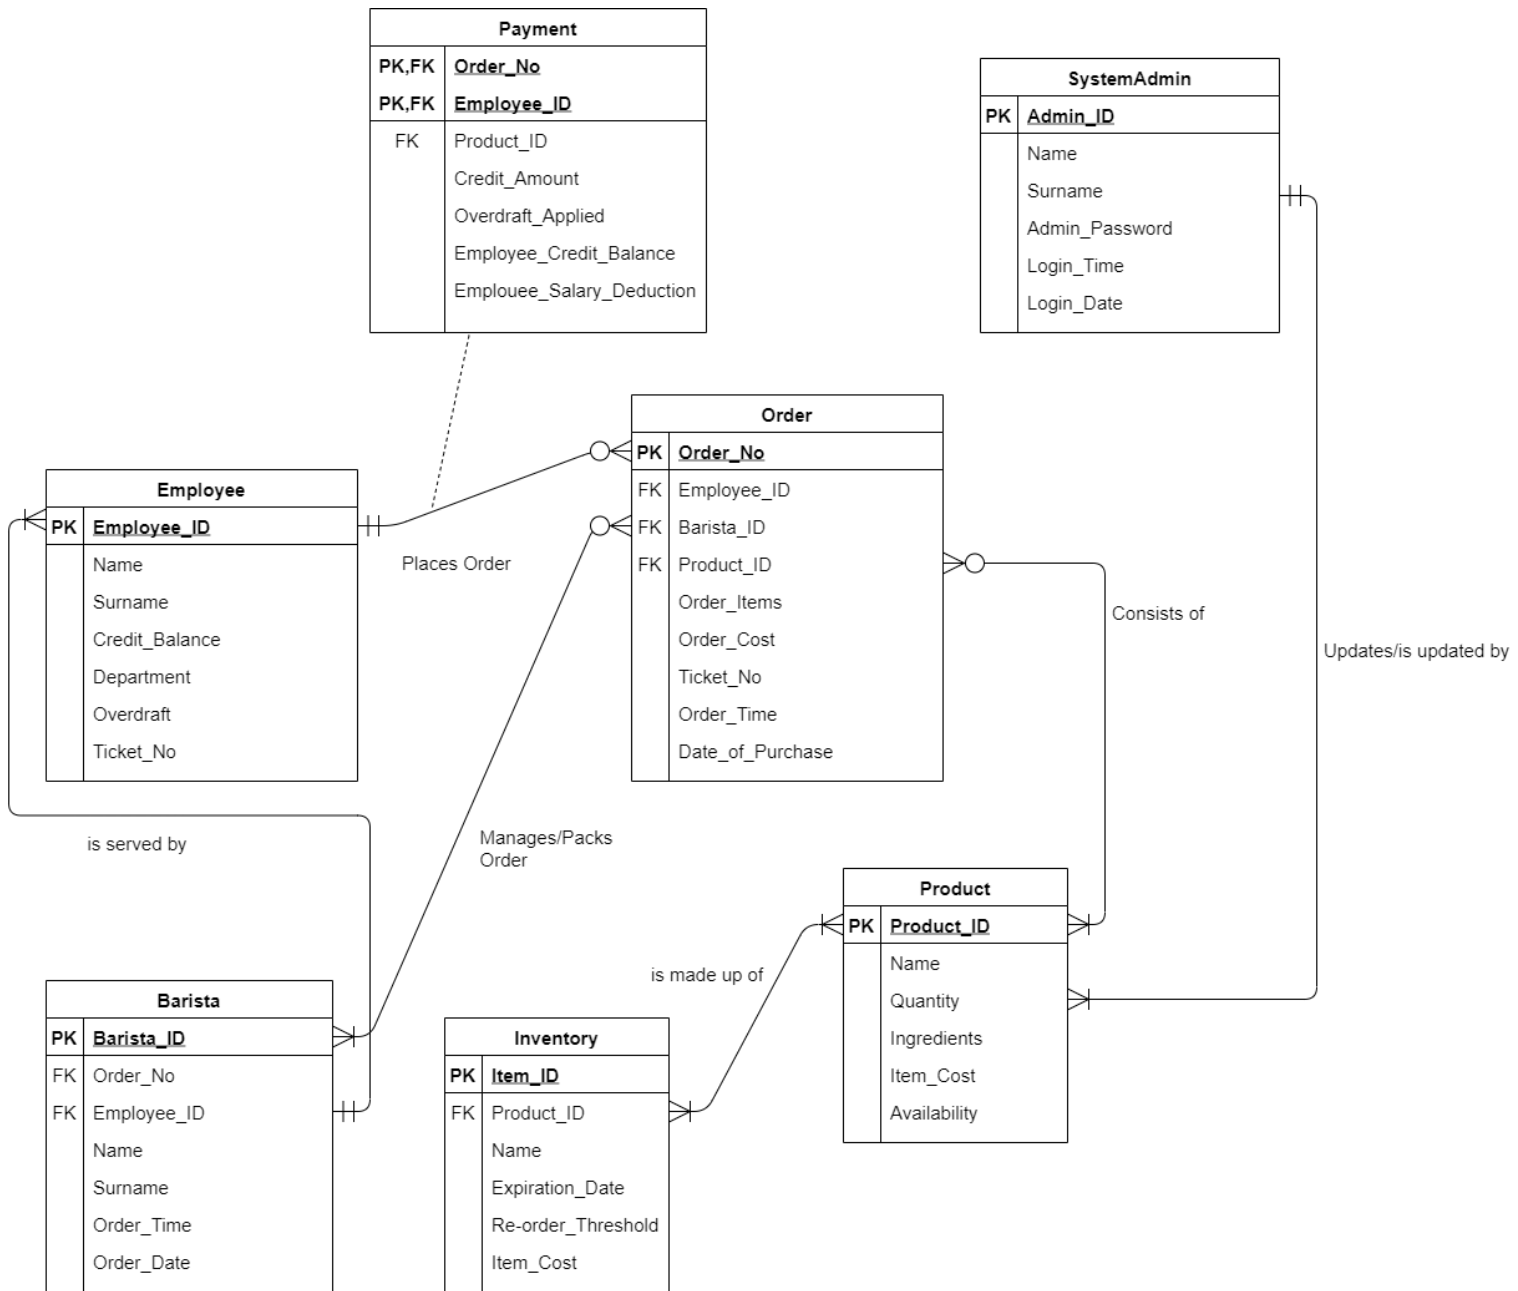 Payment
PK,FK Order_No
PK,FK Employee_ID
FK Product_ID
Credit_Amount
Overdraft_Applied
Employee_Credit_Balance
Emplouee_Salary_Deduction
SystemAdmin
PK Admin_ID
Name
Surname
Admin_Password
Login_Time
Login_Date
Order
PK Order_No
FK Employee_ID
FK Barista_ID
FK Product_ID
Order_Items
Order_Cost
Ticket_No
Order_Time
Date_of_Purchase
Employee
PK Employee_ID
Name
Surname
Credit_Balance
Department
Overdraft
Ticket_No
Places Order
Consists of
Updates/is updated by
is served by
Manages/Packs
Order
Product
PK Product_ID
Name
Quantity
Ingredients
Item_Cost
Availability
is made up of
Barista
PK Barista_ID
FK Order_No
FK Employee_ID
Name
Surname
Order_Time
Order_Date
Inventory
PK Item_ID
FK Product_ID
Name
Expiration_Date
Re-order_Threshold
Item_Cost